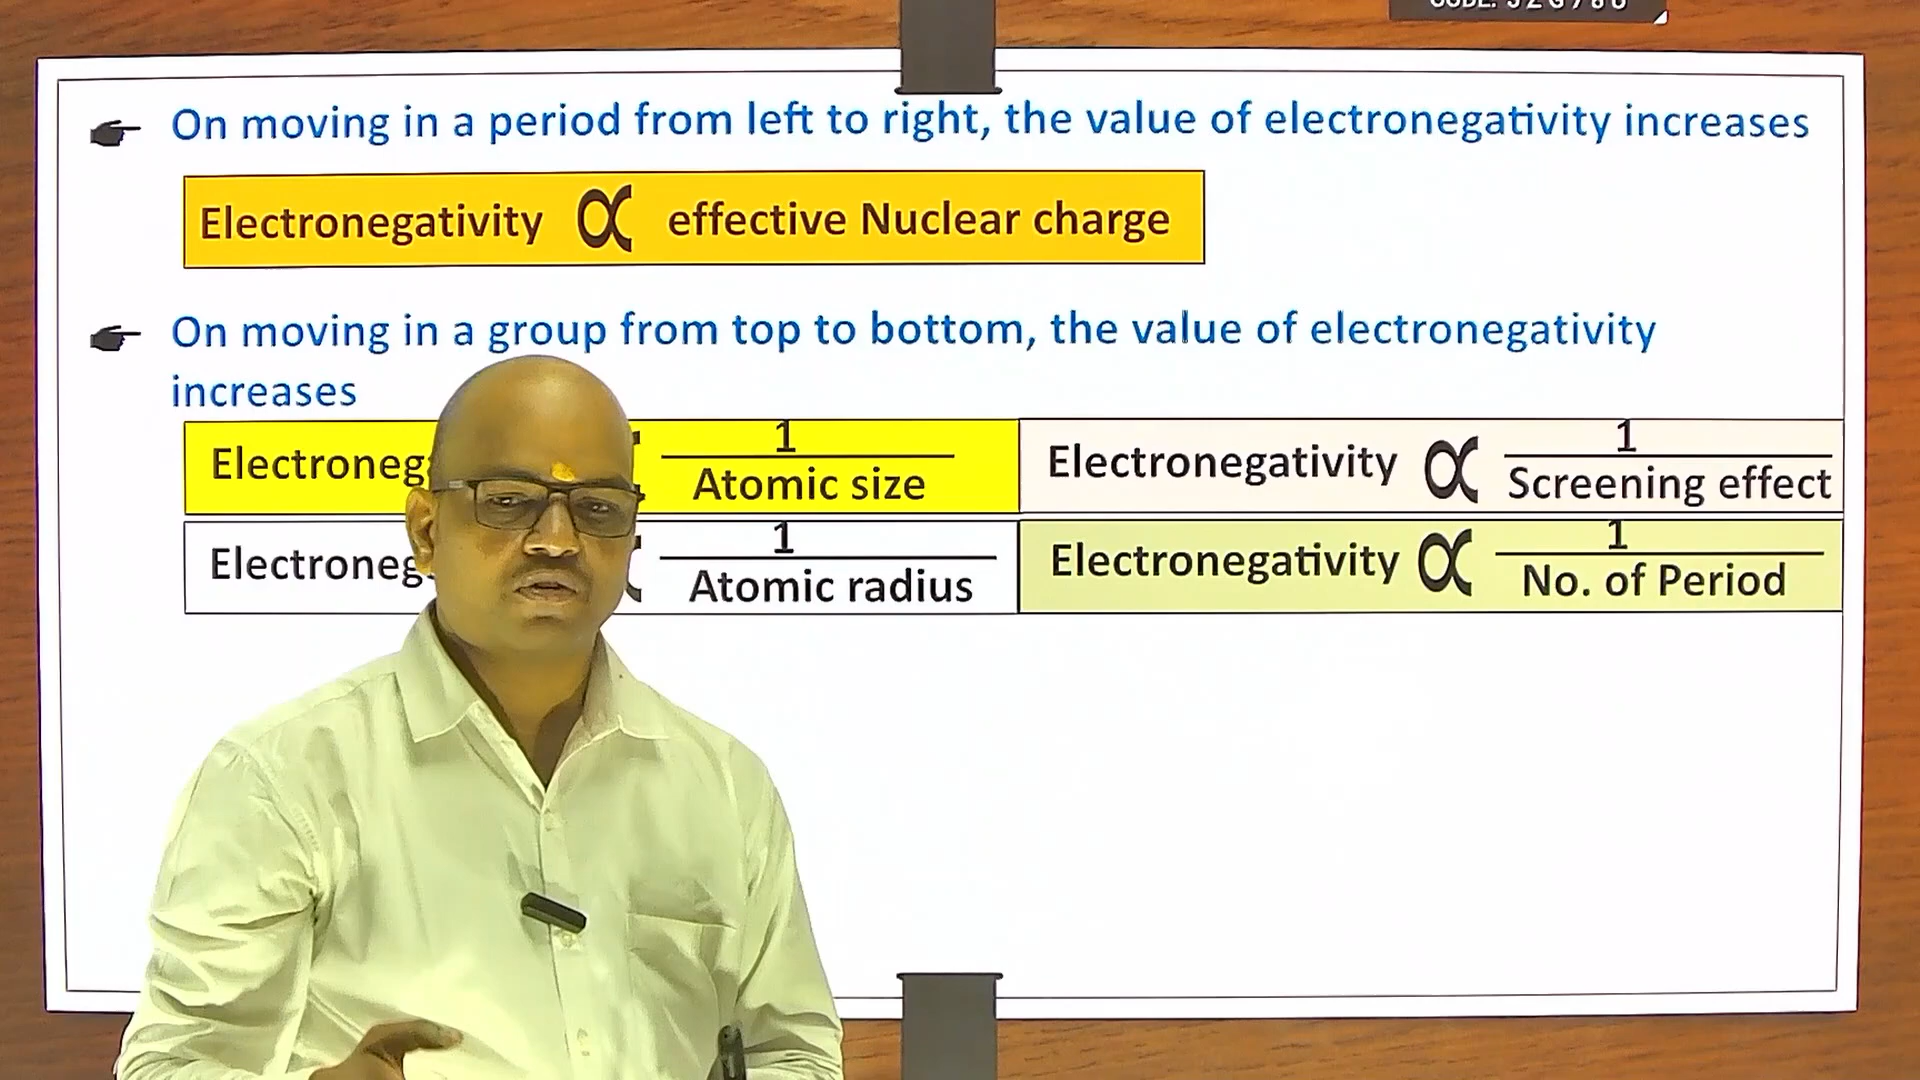 On moving in a period from left to right, the value of electronegativity increases
Electronegativity ∝ effective Nuclear charge
On moving in a group from top to bottom, the value of electronegativity
increases
1
Atomic size
Electronegativity ∝ 1
Screening effect
1
Atomic radius
Electronegativity ∝ 1
No. of Period